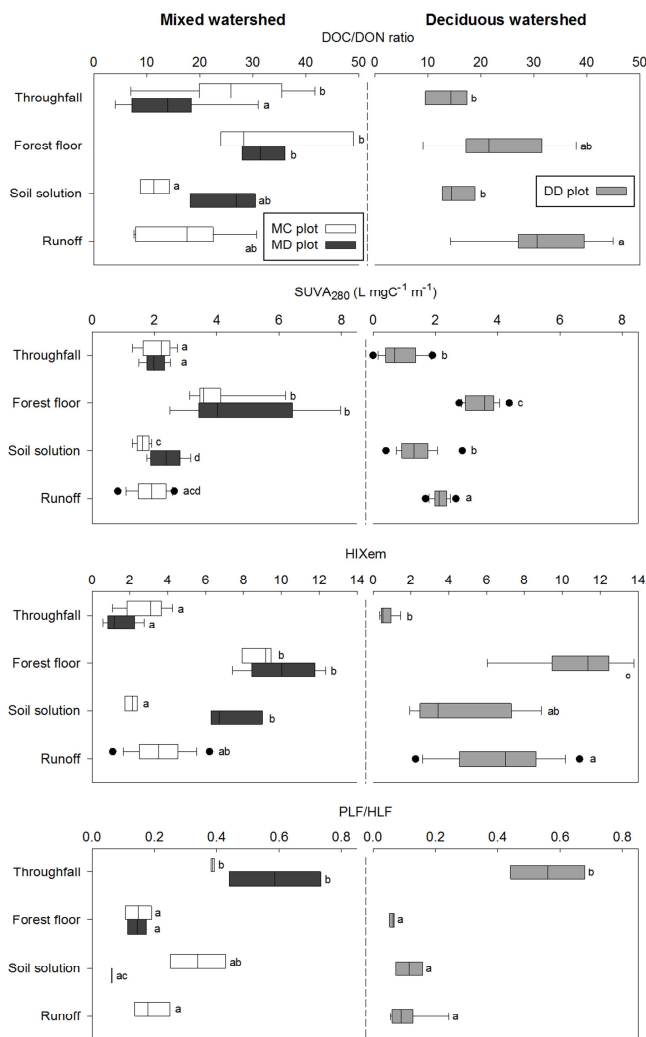 Mixed watershed Deciduous watershed
DOC/DON ratio
0 10 20 30 40 50 0 10 20 30 40 50
Throughfall b a b
Forest floor b b ab
Soil solution a ab b
DD plot
MC plot
MD plot
Runoff ab a
SUVA280 (L mgC⁻¹ m⁻¹)
0 2 4 6 8 0 2 4 6 8
Throughfall a a b
Forest floor b b c
Soil solution c d b
Runoff acd a
HIXem
0 2 4 6 8 10 12 14 0 2 4 6 8 10 12 14
Throughfall a a b
Forest floor b b c
Soil solution a b ab
Runoff ab a
PLF/HLF
0.0 0.2 0.4 0.6 0.8 0.0 0.2 0.4 0.6 0.8
Throughfall b b b
Forest floor a a a
Soil solution ab ac a
Runoff a a